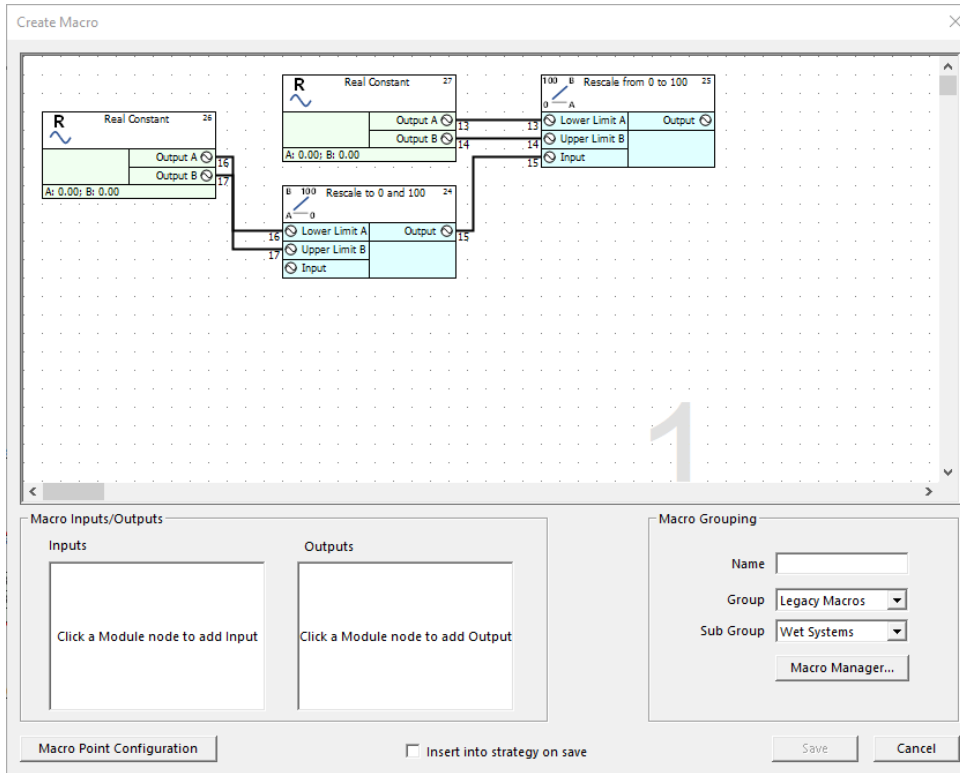 Create Macro
R Real Constant 26
Output A 16
Output B 17
A: 0.00; B: 0.00
R Real Constant 27
Output A 13
Output B 14
A: 0.00; B: 0.00
100 B Rescale from 0 to 100 25
0 A
13 Lower Limit A Output
14 Upper Limit B
15 Input
B 100 Rescale to 0 and 100 24
A 0
16 Lower Limit A Output 15
17 Upper Limit B
Input
1
Macro Inputs/Outputs
Inputs
Click a Module node to add Input
Outputs
Click a Module node to add Output
Macro Grouping
Name
Group Legacy Macros
Sub Group Wet Systems
Macro Manager...
Macro Point Configuration
Insert into strategy on save
Save
Cancel